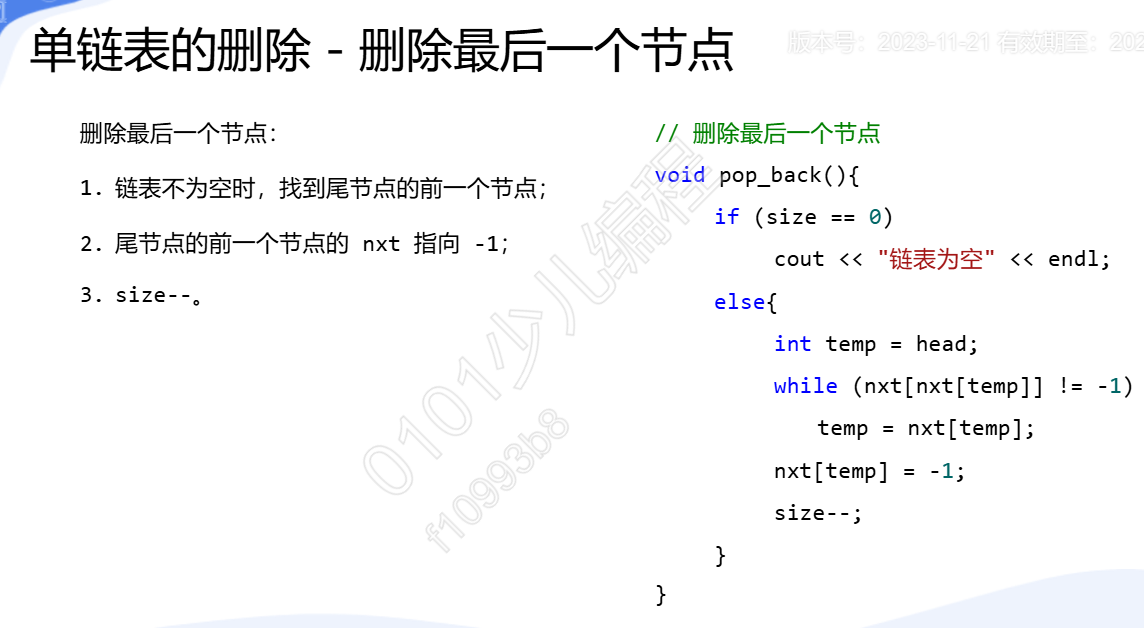 单链表的删除 - 删除最后一个节点
版本号：2023-11-21 有效期至：202
删除最后一个节点：
1. 链表不为空时，找到尾节点的前一个节点；
2. 尾节点的前一个节点的 nxt 指向 -1；
3. size--。
// 删除最后一个节点
void pop_back(){
if (size == 0)
cout << "链表为空" << endl;
else{
int temp = head;
while (nxt[nxt[temp]] != -1)
temp = nxt[temp];
nxt[temp] = -1;
size--;
}
}
0101少儿编程
f10993b8